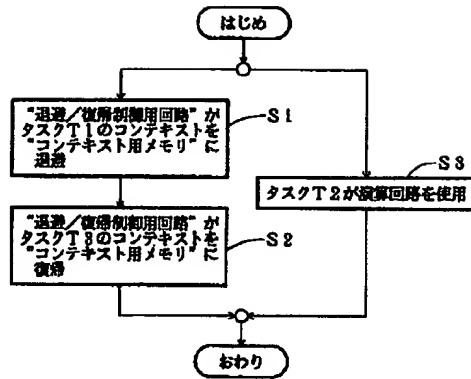 はじめ
“退避／復帰制御用回路”が
タスクT1のコンテキストを
“コンテキスト用メモリ”に
退避
S1
S3
タスクT2が演算回路を使用
“退避／復帰制御用回路”が
タスクT3のコンテキストを
“コンテキスト用メモリ”に
復帰
S2
おわり